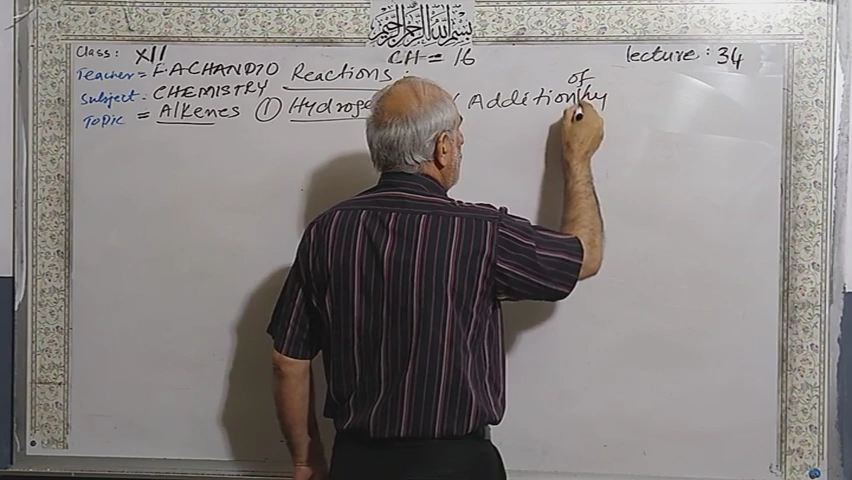 بسم الله الرحمن الرحيم
Class: XII
CH = 16
lecture: 34
Teacher = F.A CHANDIO
Reactions:
Subject - CHEMISTRY
Topic = Alkenes ① Hydroge / Addition of hy